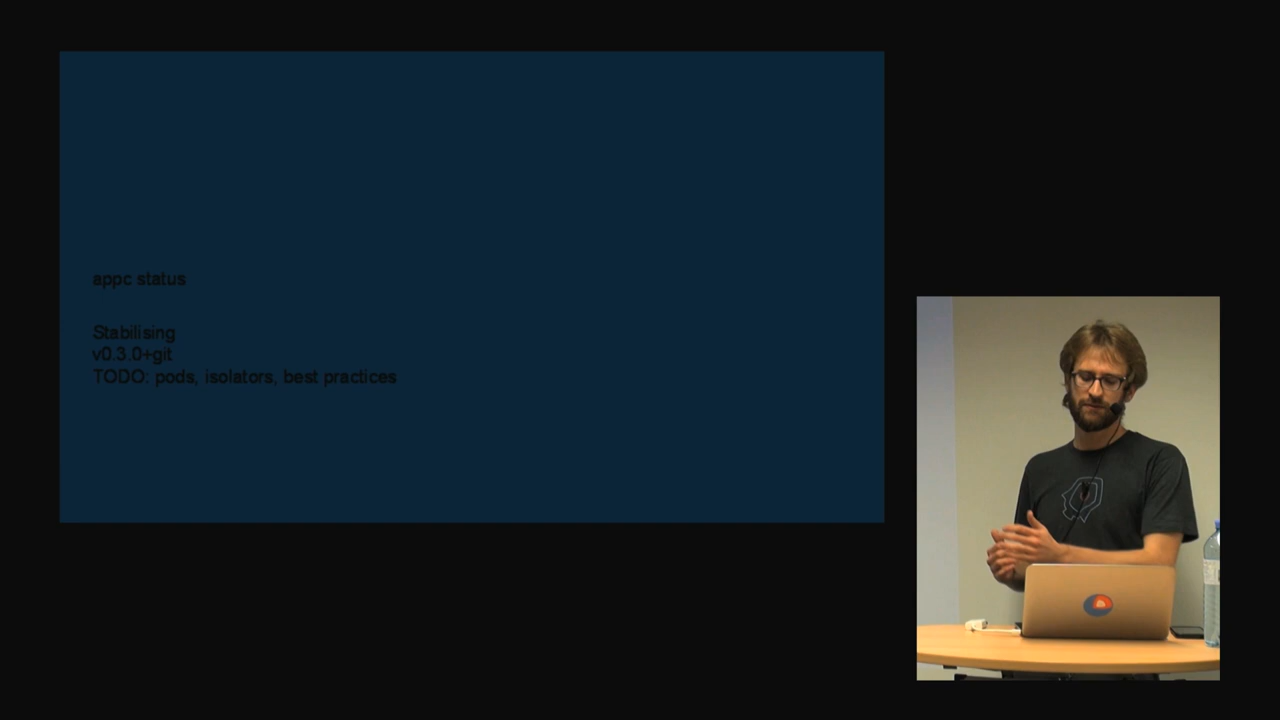 appc status
Stabilising
v0.3.0+git
TODO: pods, isolators, best practices